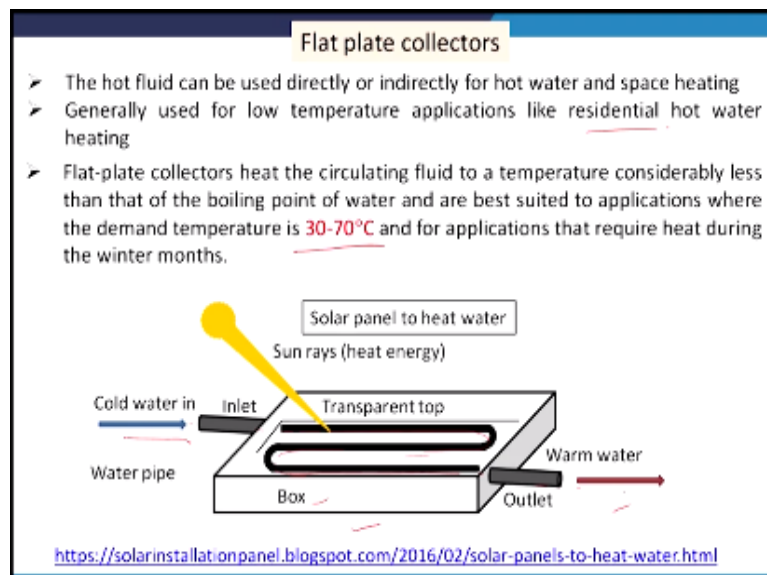 Flat plate collectors
➢ The hot fluid can be used directly or indirectly for hot water and space heating
➢ Generally used for low temperature applications like residential hot water
heating
➢ Flat-plate collectors heat the circulating fluid to a temperature considerably less
than that of the boiling point of water and are best suited to applications where
the demand temperature is 30-70°C and for applications that require heat during
the winter months.
Solar panel to heat water
Sun rays (heat energy)
Cold water in
Inlet
Transparent top
Water pipe
Warm water
Box
Outlet
https://solarinstallationpanel.blogspot.com/2016/02/solar-panels-to-heat-water.html